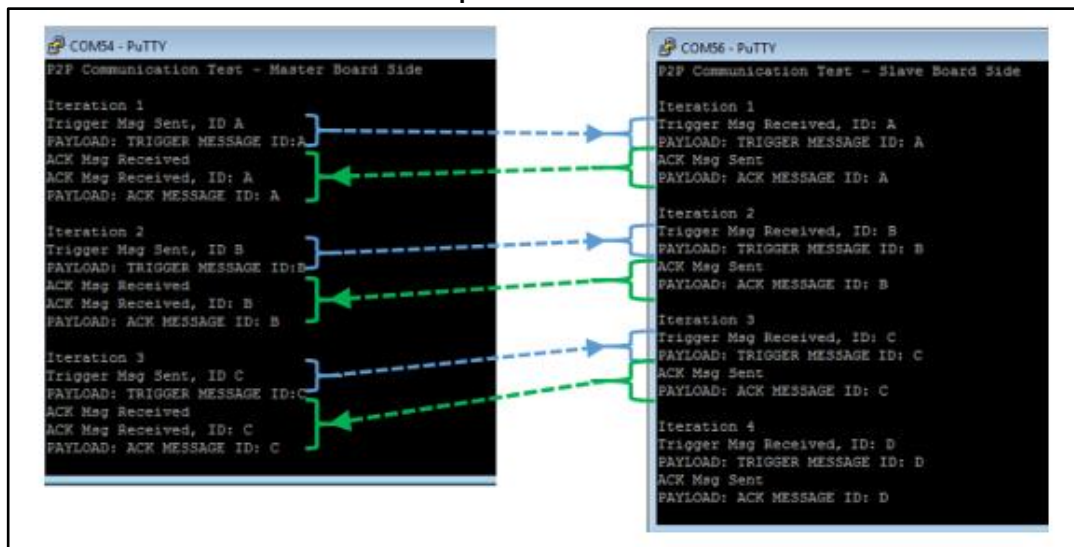 COM54 - PuTTY
P2P Communication Test - Master Board Side
Iteration 1
Trigger Msg Sent, ID A
PAYLOAD: TRIGGER MESSAGE ID:A
ACK Msg Received
ACK Msg Received, ID: A
PAYLOAD: ACK MESSAGE ID: A
Iteration 2
Trigger Msg Sent, ID B
PAYLOAD: TRIGGER MESSAGE ID:B
ACK Msg Received
ACK Msg Received, ID: B
PAYLOAD: ACK MESSAGE ID: B
Iteration 3
Trigger Msg Sent, ID C
PAYLOAD: TRIGGER MESSAGE ID:C
ACK Msg Received
ACK Msg Received, ID: C
PAYLOAD: ACK MESSAGE ID: C
COM56 - PuTTY
P2P Communication Test - Slave Board Side
Iteration 1
Trigger Msg Received, ID: A
PAYLOAD: TRIGGER MESSAGE ID: A
ACK Msg Sent
PAYLOAD: ACK MESSAGE ID: A
Iteration 2
Trigger Msg Received, ID: B
PAYLOAD: TRIGGER MESSAGE ID: B
ACK Msg Sent
PAYLOAD: ACK MESSAGE ID: B
Iteration 3
Trigger Msg Received, ID: C
PAYLOAD: TRIGGER MESSAGE ID: C
ACK Msg Sent
PAYLOAD: ACK MESSAGE ID: C
Iteration 4
Trigger Msg Received, ID: D
PAYLOAD: TRIGGER MESSAGE ID: D
ACK Msg Sent
PAYLOAD: ACK MESSAGE ID: D